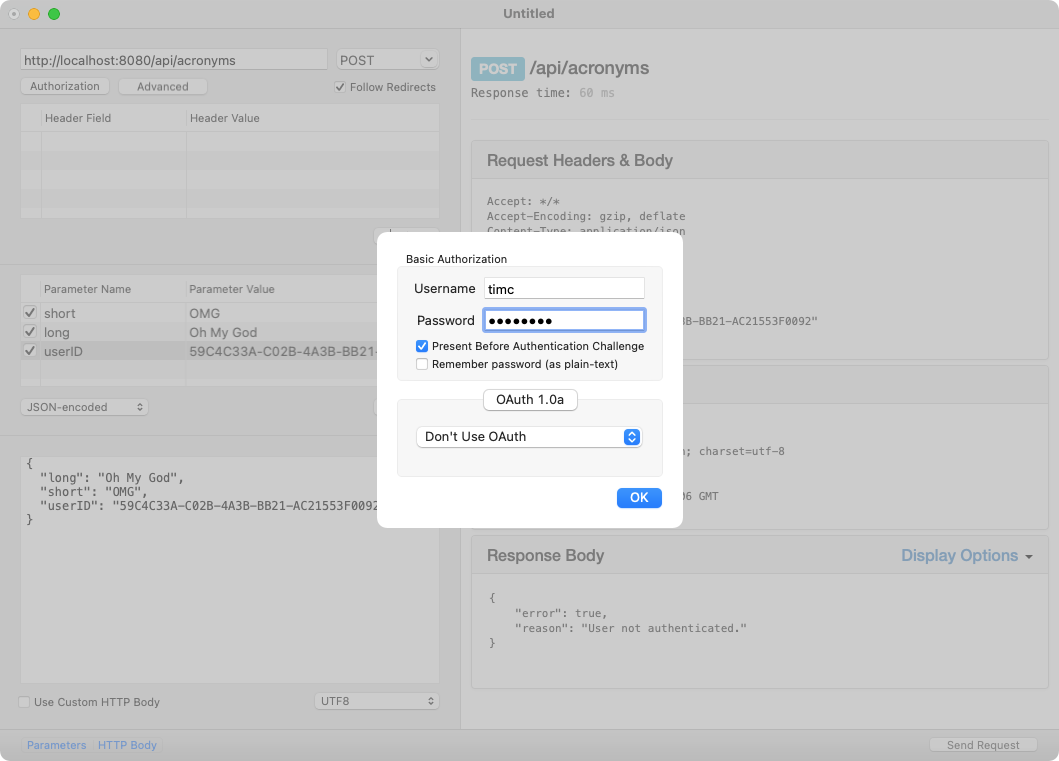 Untitled
http://localhost:8080/api/acronyms
POST
Authorization
Advanced
Follow Redirects
Header Field
Header Value
Parameter Name
Parameter Value
short
OMG
long
Oh My God
userID
59C4C33A-C02B-4A3B-BB21-
JSON-encoded
{
"long": "Oh My God",
"short": "OMG",
"userID": "59C4C33A-C02B-4A3B-BB21-AC21553F0092
}
Use Custom HTTP Body
UTF8
Parameters
HTTP Body
POST /api/acronyms
Response time: 60 ms
Request Headers & Body
Accept: */*
Accept-Encoding: gzip, deflate
Content-Type: application/json
B-BB21-AC21553F0092"
; charset=utf-8
06 GMT
Response Body
Display Options
{
"error": true,
"reason": "User not authenticated."
}
Send Request
Basic Authorization
Username
timc
Password
●●●●●●●●
Present Before Authentication Challenge
Remember password (as plain-text)
OAuth 1.0a
Don't Use OAuth
OK